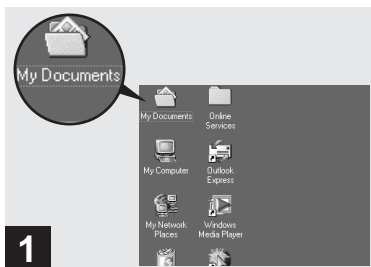 My Documents
My Documents
Online
Services
My Computer
Outlook
Express
My Network
Places
Windows
Media Player
1